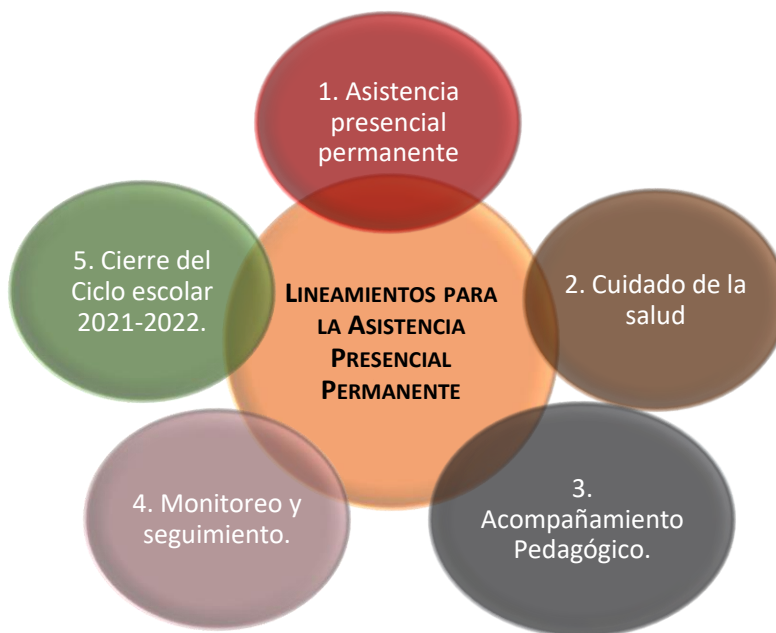 1. Asistencia
presencial
permanente
5. Cierre del
Ciclo escolar
2021-2022.
LINEAMIENTOS PARA
LA ASISTENCIA
PRESENCIAL
PERMANENTE
2. Cuidado de la
salud
4. Monitoreo y
seguimiento.
3.
Acompañamiento
Pedagógico.